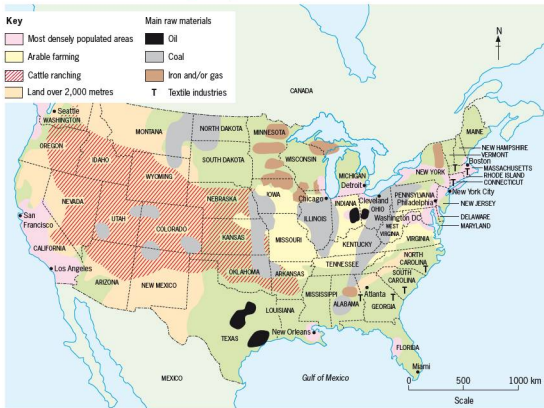 Key
Most densely populated areas
Arable farming
Cattle ranching
Land over 2,000 metres
Main raw materials
Oil
Coal
Iron and/or gas
T Textile industries
N
CANADA
Seattle
WASHINGTON
OREGON
IDAHO
MONTANA
NORTH DAKOTA
MINNESOTA
SOUTH DAKOTA
WISCONSIN
MICHIGAN
Detroit
WYOMING
NEVADA
UTAH
COLORADO
NEBRASKA
IOWA
Chicago
ILLINOIS
INDIANA
Cleveland
OHIO
PENNSYLVANIA
Philadelphia
NEW YORK
MAINE
NEW HAMPSHIRE
VERMONT
Boston
MASSACHUSETTS
RHODE ISLAND
CONNECTICUT
New York City
NEW JERSEY
DELAWARE
MARYLAND
Washington DC
WEST
VIRGINIA
VIRGINIA
San
Francisco
CALIFORNIA
Los Angeles
ARIZONA
NEW MEXICO
KANSAS
MISSOURI
KENTUCKY
TENNESSEE
NORTH
CAROLINA
SOUTH
CAROLINA
OKLAHOMA
ARKANSAS
MISSISSIPPI
ALABAMA
Atlanta
GEORGIA
T
T
T
T
T
T
TEXAS
LOUISIANA
New Orleans
FLORIDA
Miami
MEXICO
Gulf of Mexico
0 500 1000 km
Scale